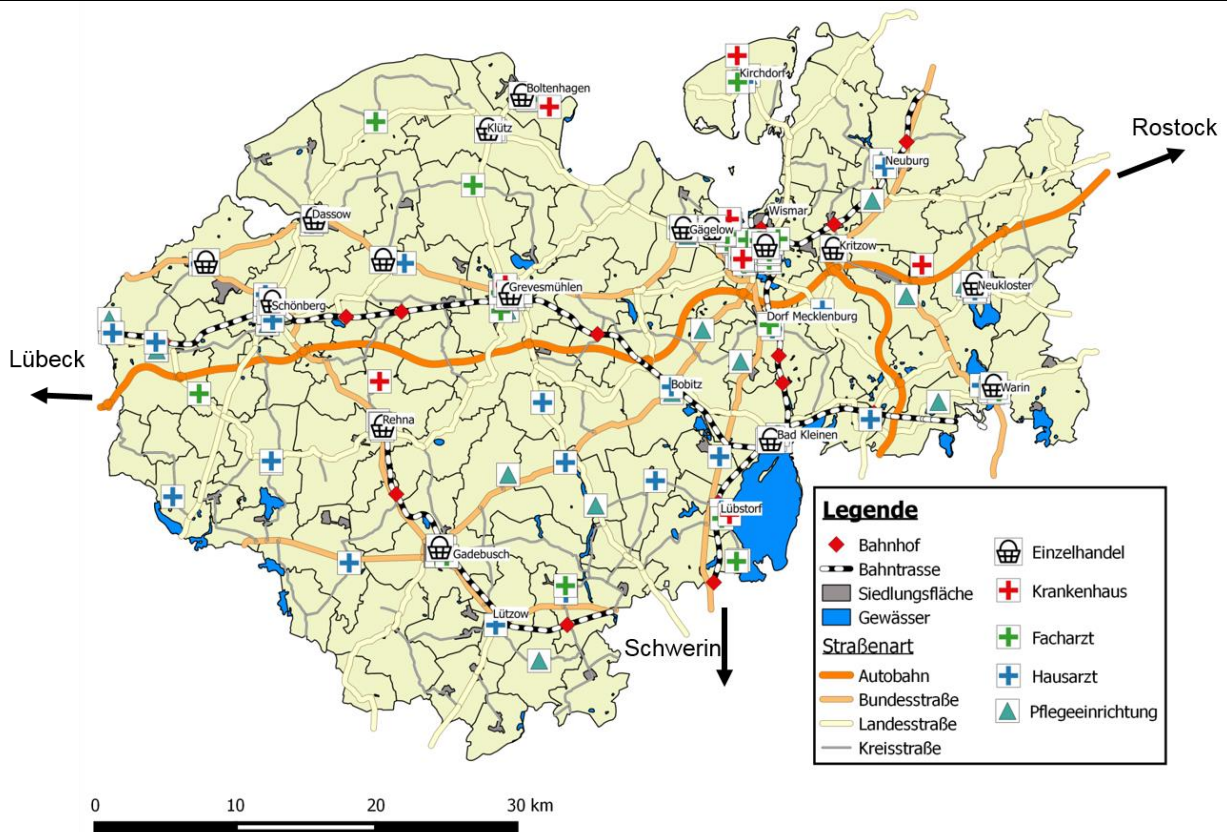 Boltenhagen
Kirchdorf
Klütz
Rostock
Neuburg
Dassow
Wismar
Gägelow
Kritzow
Grevesmühlen
Neukloster
Schönberg
Dorf Mecklenburg
Lübeck
Bobitz
Warin
Rehna
Bad Kleinen
Lübstorf
Gadebusch
Lützow
Schwerin
Legende
Bahnhof
Bahntrasse
Siedlungsfläche
Gewässer
Straßenart
Autobahn
Bundesstraße
Landesstraße
Kreisstraße
Einzelhandel
Krankenhaus
Facharzt
Hausarzt
Pflegeeinrichtung
0 10 20 30 km